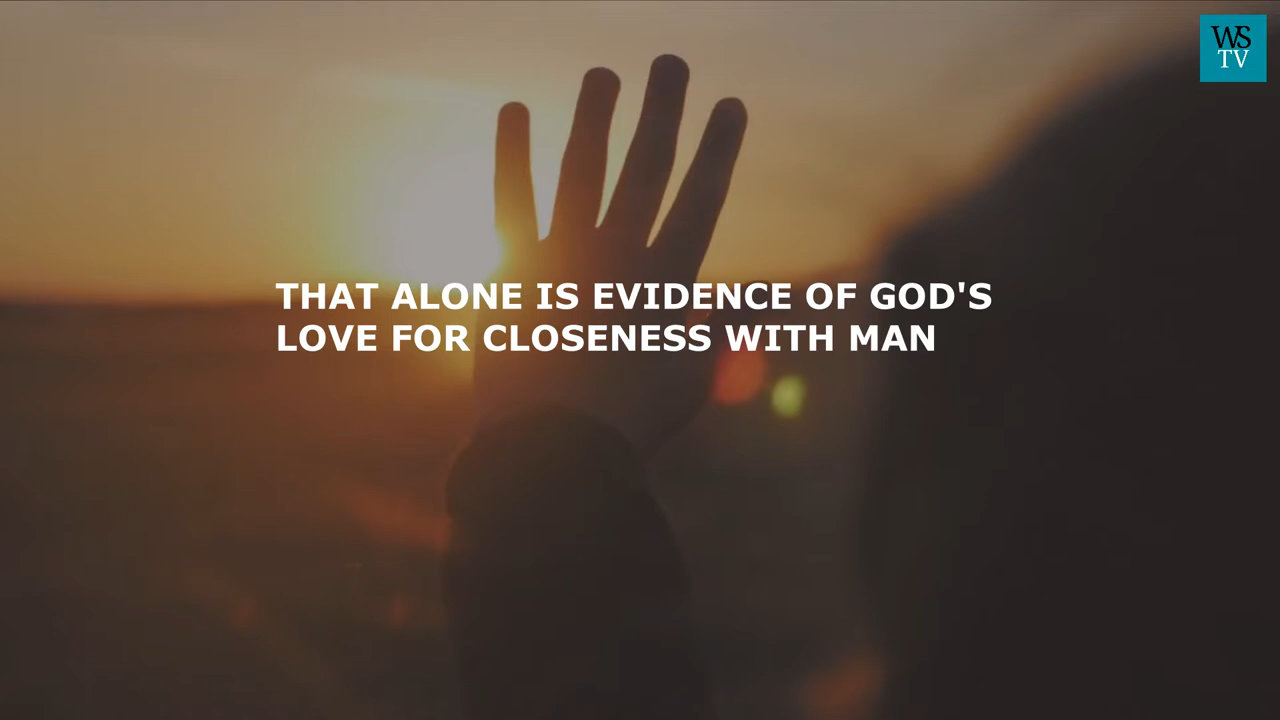 WS
TV
THAT ALONE IS EVIDENCE OF GOD'S
LOVE FOR CLOSENESS WITH MAN